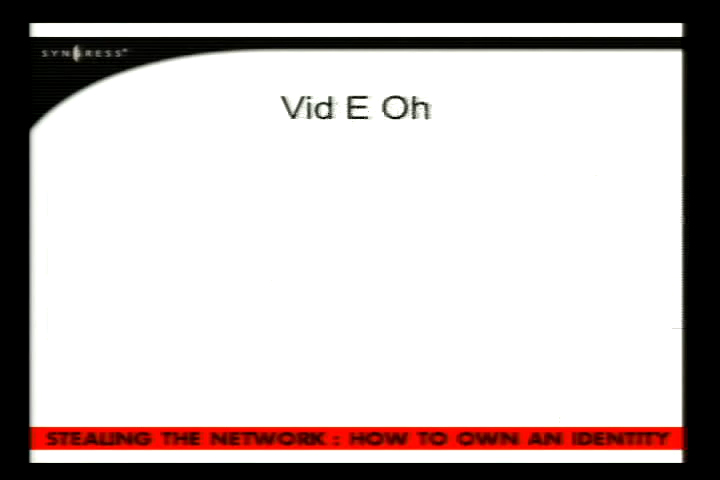 SYNGRESS®
Vid E Oh
STEALING THE NETWORK : HOW TO OWN AN IDENTITY